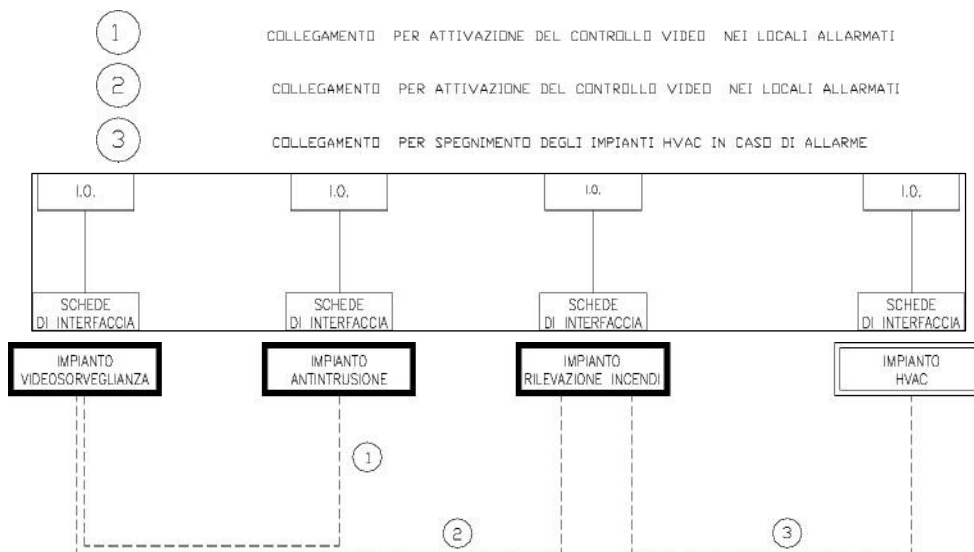 1 COLLEGAMENTO PER ATTIVAZIONE DEL CONTROLLO VIDEO NEI LOCALI ALLARMATI
2 COLLEGAMENTO PER ATTIVAZIONE DEL CONTROLLO VIDEO NEI LOCALI ALLARMATI
3 COLLEGAMENTO PER SPEGNIMENTO DEGLI IMPIANTI HVAC IN CASO DI ALLARME
I.O. I.O. I.O. I.O.
SCHEDE SCHEDE SCHEDE SCHEDE
DI INTERFACCIA DI INTERFACCIA DI INTERFACCIA DI INTERFACCIA
IMPIANTO IMPIANTO IMPIANTO IMPIANTO
VIDEOSORVEGLIANZA ANTINTRUSIONE RILEVAZIONE INCENDI HVAC
1
2 3